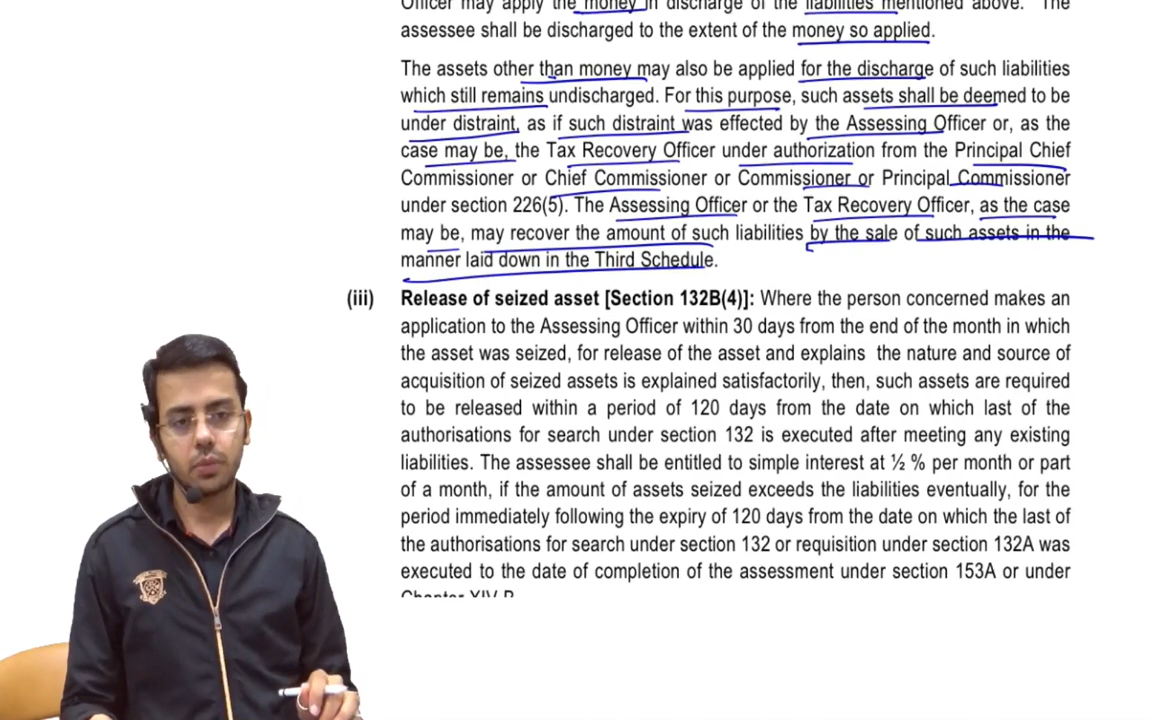 Officer may apply the money in discharge of the liabilities mentioned above. The
assessee shall be discharged to the extent of the money so applied.
The assets other than money may also be applied for the discharge of such liabilities
which still remains undischarged. For this purpose, such assets shall be deemed to be
under distraint, as if such distraint was effected by the Assessing Officer or, as the
case may be, the Tax Recovery Officer under authorization from the Principal Chief
Commissioner or Chief Commissioner or Commissioner or Principal Commissioner
under section 226(5). The Assessing Officer or the Tax Recovery Officer, as the case
may be, may recover the amount of such liabilities by the sale of such assets in the
manner laid down in the Third Schedule.
(iii) Release of seized asset [Section 132B(4)]: Where the person concerned makes an
application to the Assessing Officer within 30 days from the end of the month in which
the asset was seized, for release of the asset and explains the nature and source of
acquisition of seized assets is explained satisfactorily, then, such assets are required
to be released within a period of 120 days from the date on which last of the
authorisations for search under section 132 is executed after meeting any existing
liabilities. The assessee shall be entitled to simple interest at ½ % per month or part
of a month, if the amount of assets seized exceeds the liabilities eventually, for the
period immediately following the expiry of 120 days from the date on which the last of
the authorisations for search under section 132 or requisition under section 132A was
executed to the date of completion of the assessment under section 153A or under